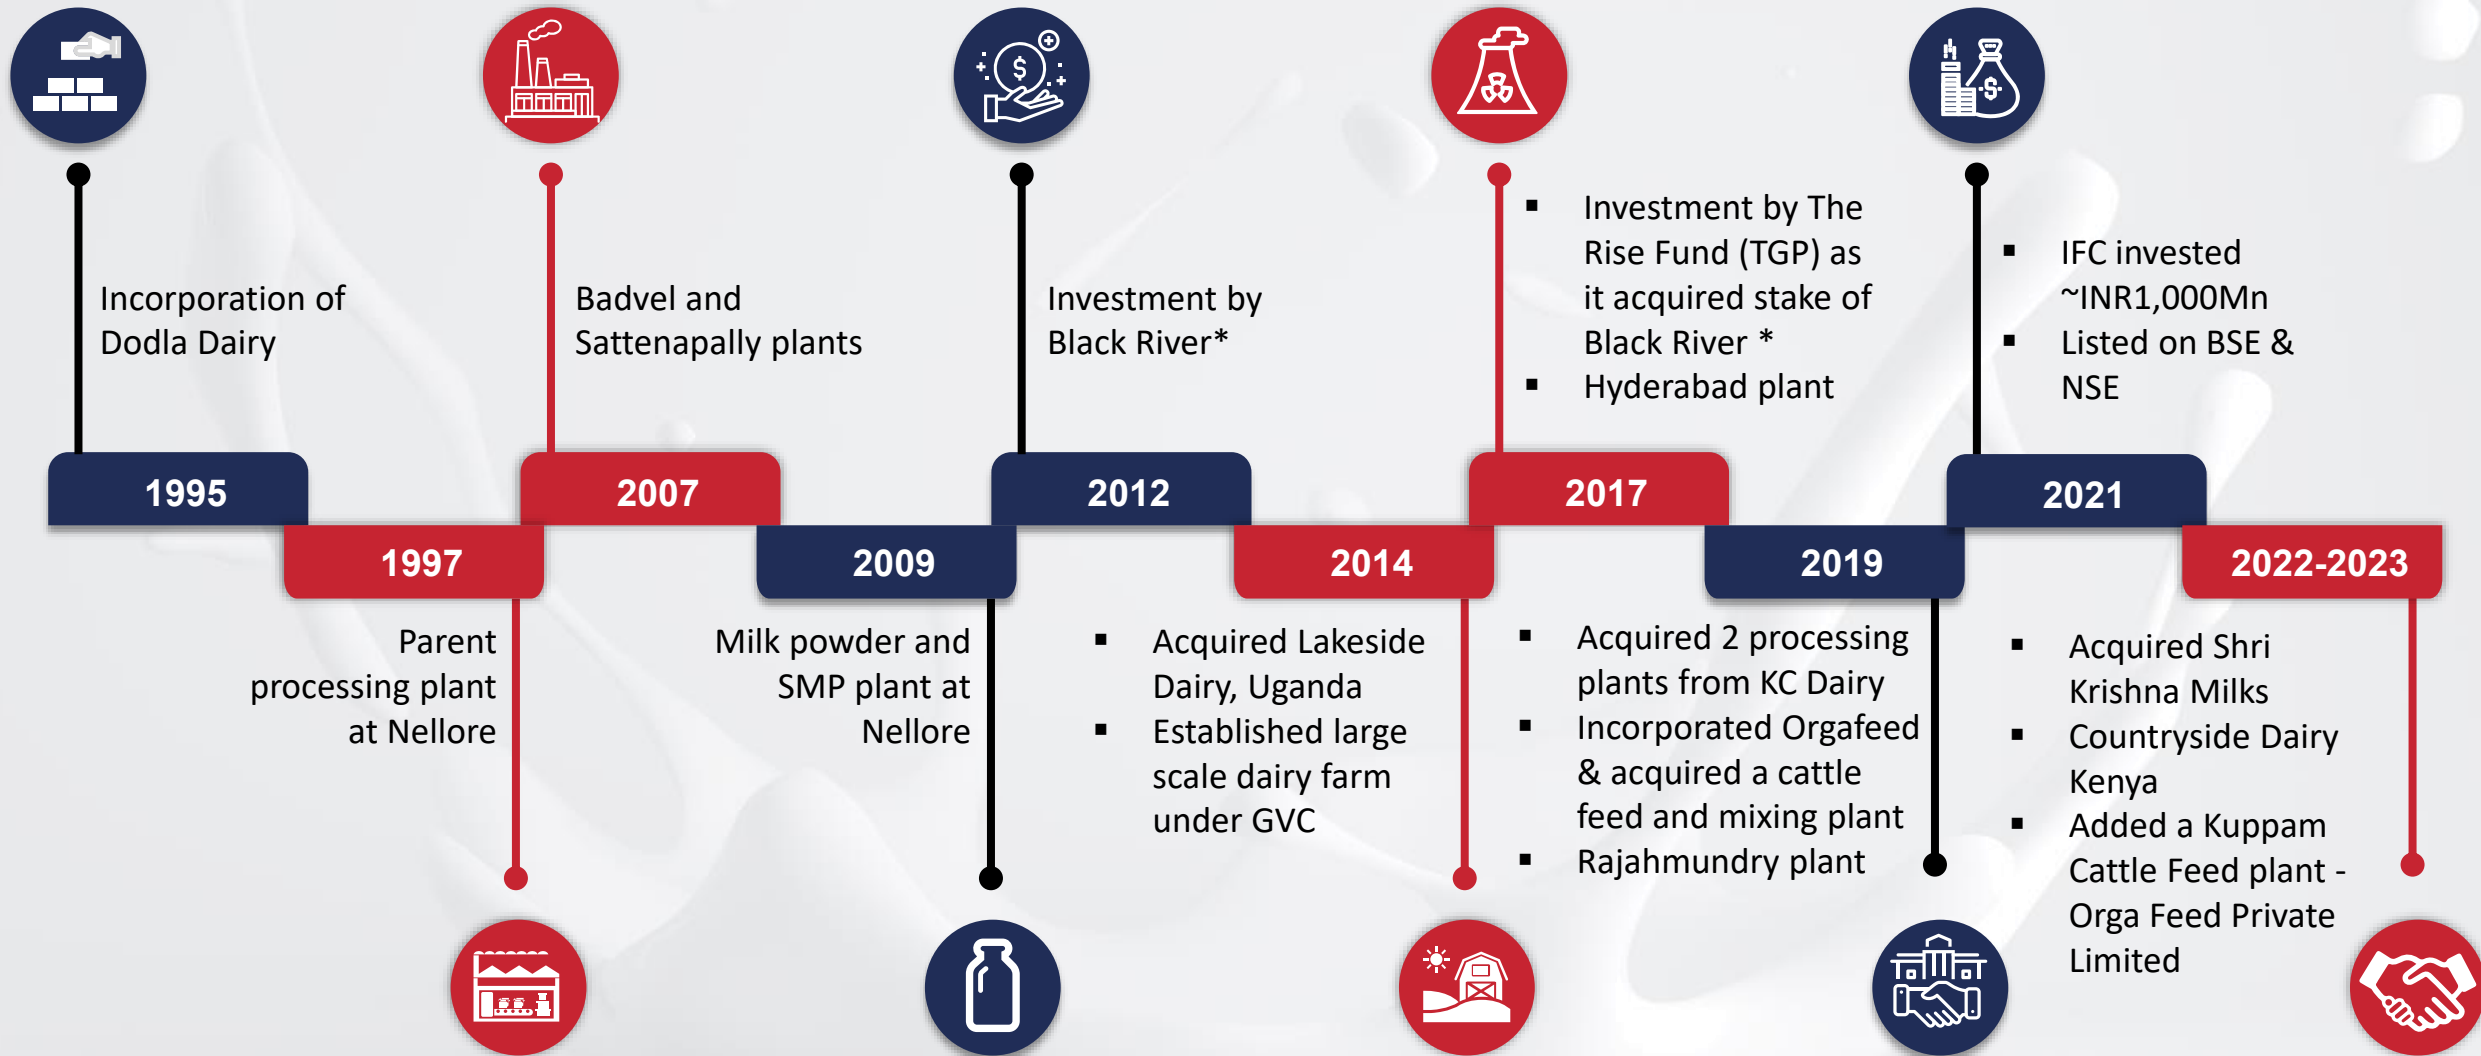 1995
Incorporation of
Dodla Dairy
1997
Parent
processing plant
at Nellore
2007
Badvel and
Sattenapally plants
2009
Milk powder and
SMP plant at
Nellore
2012
Investment by
Black River*
2014
▪ Acquired Lakeside
Dairy, Uganda
▪ Established large
scale dairy farm
under GVC
2017
▪ Investment by The
Rise Fund (TGP) as
it acquired stake of
Black River *
▪ Hyderabad plant
2019
▪ Acquired 2 processing
plants from KC Dairy
▪ Incorporated Orgafeed
& acquired a cattle
feed and mixing plant
▪ Rajahmundry plant
2021
▪ IFC invested
~INR1,000Mn
▪ Listed on BSE &
NSE
2022-2023
▪ Acquired Shri
Krishna Milks
▪ Countryside Dairy
Kenya
▪ Added a Kuppam
Cattle Feed plant -
Orga Feed Private
Limited